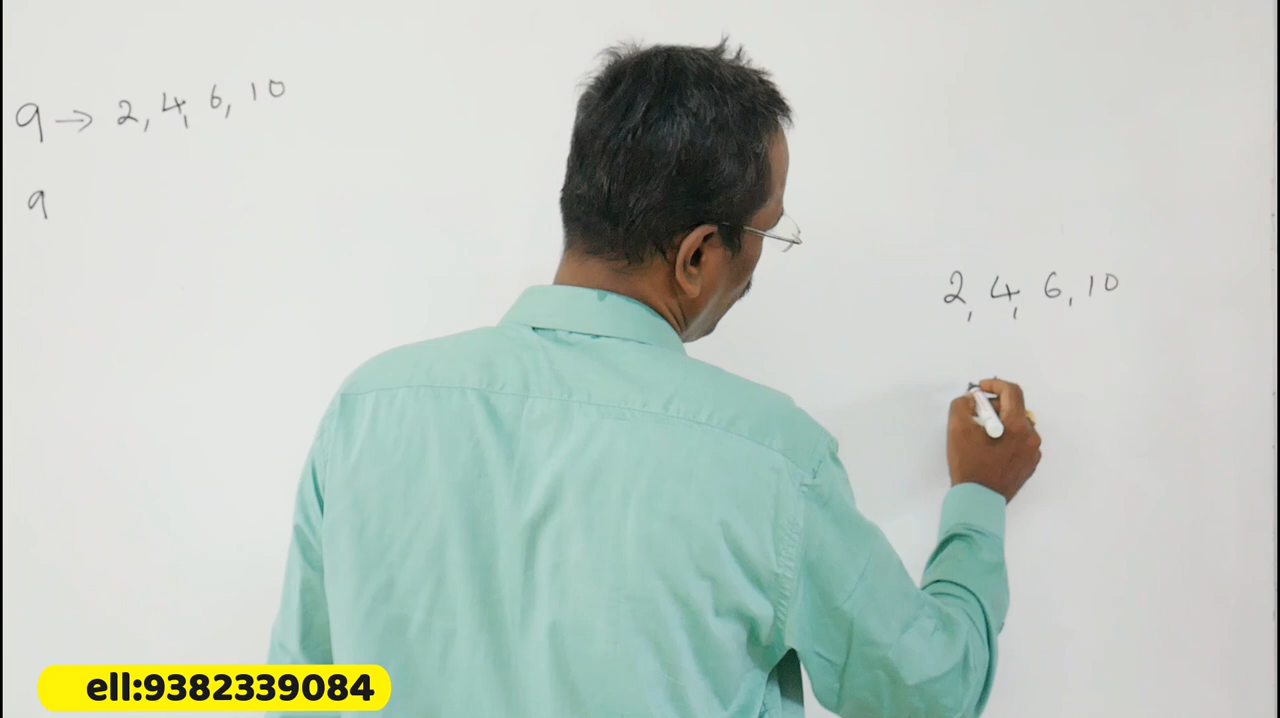 9 → 2, 4, 6, 10
9
2, 4, 6, 10
ell:9382339084